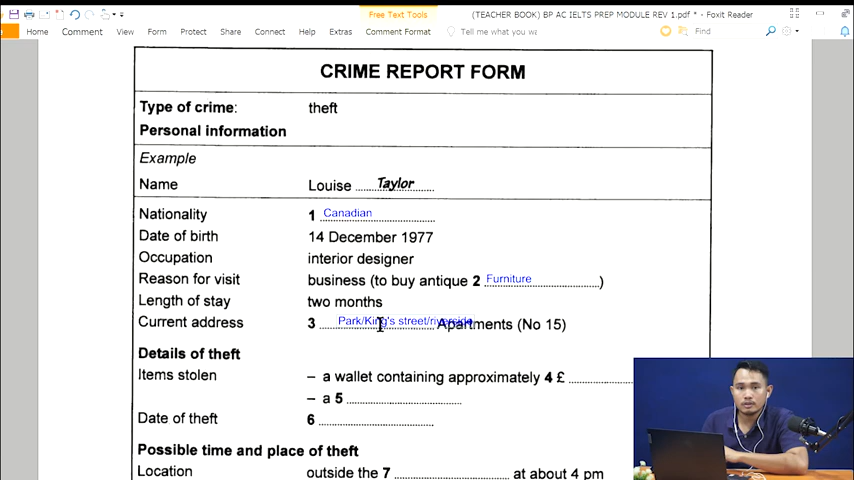 Free Text Tools
(TEACHER BOOK) BP AC IELTS PREP MODULE REV 1.pdf * - Foxit Reader
Home Comment View Form Protect Share Connect Help Extras Comment Format Tell me what you wa Find
CRIME REPORT FORM
Type of crime: theft
Personal information
Example
Name Louise Taylor
Nationality 1 Canadian
Date of birth 14 December 1977
Occupation interior designer
Reason for visit business (to buy antique 2 Furniture )
Length of stay two months
Current address 3 Park/King's street/riverside Apartments (No 15)
Details of theft
Items stolen – a wallet containing approximately 4 £
– a 5
Date of theft 6
Possible time and place of theft
Location outside the 7 at about 4 pm